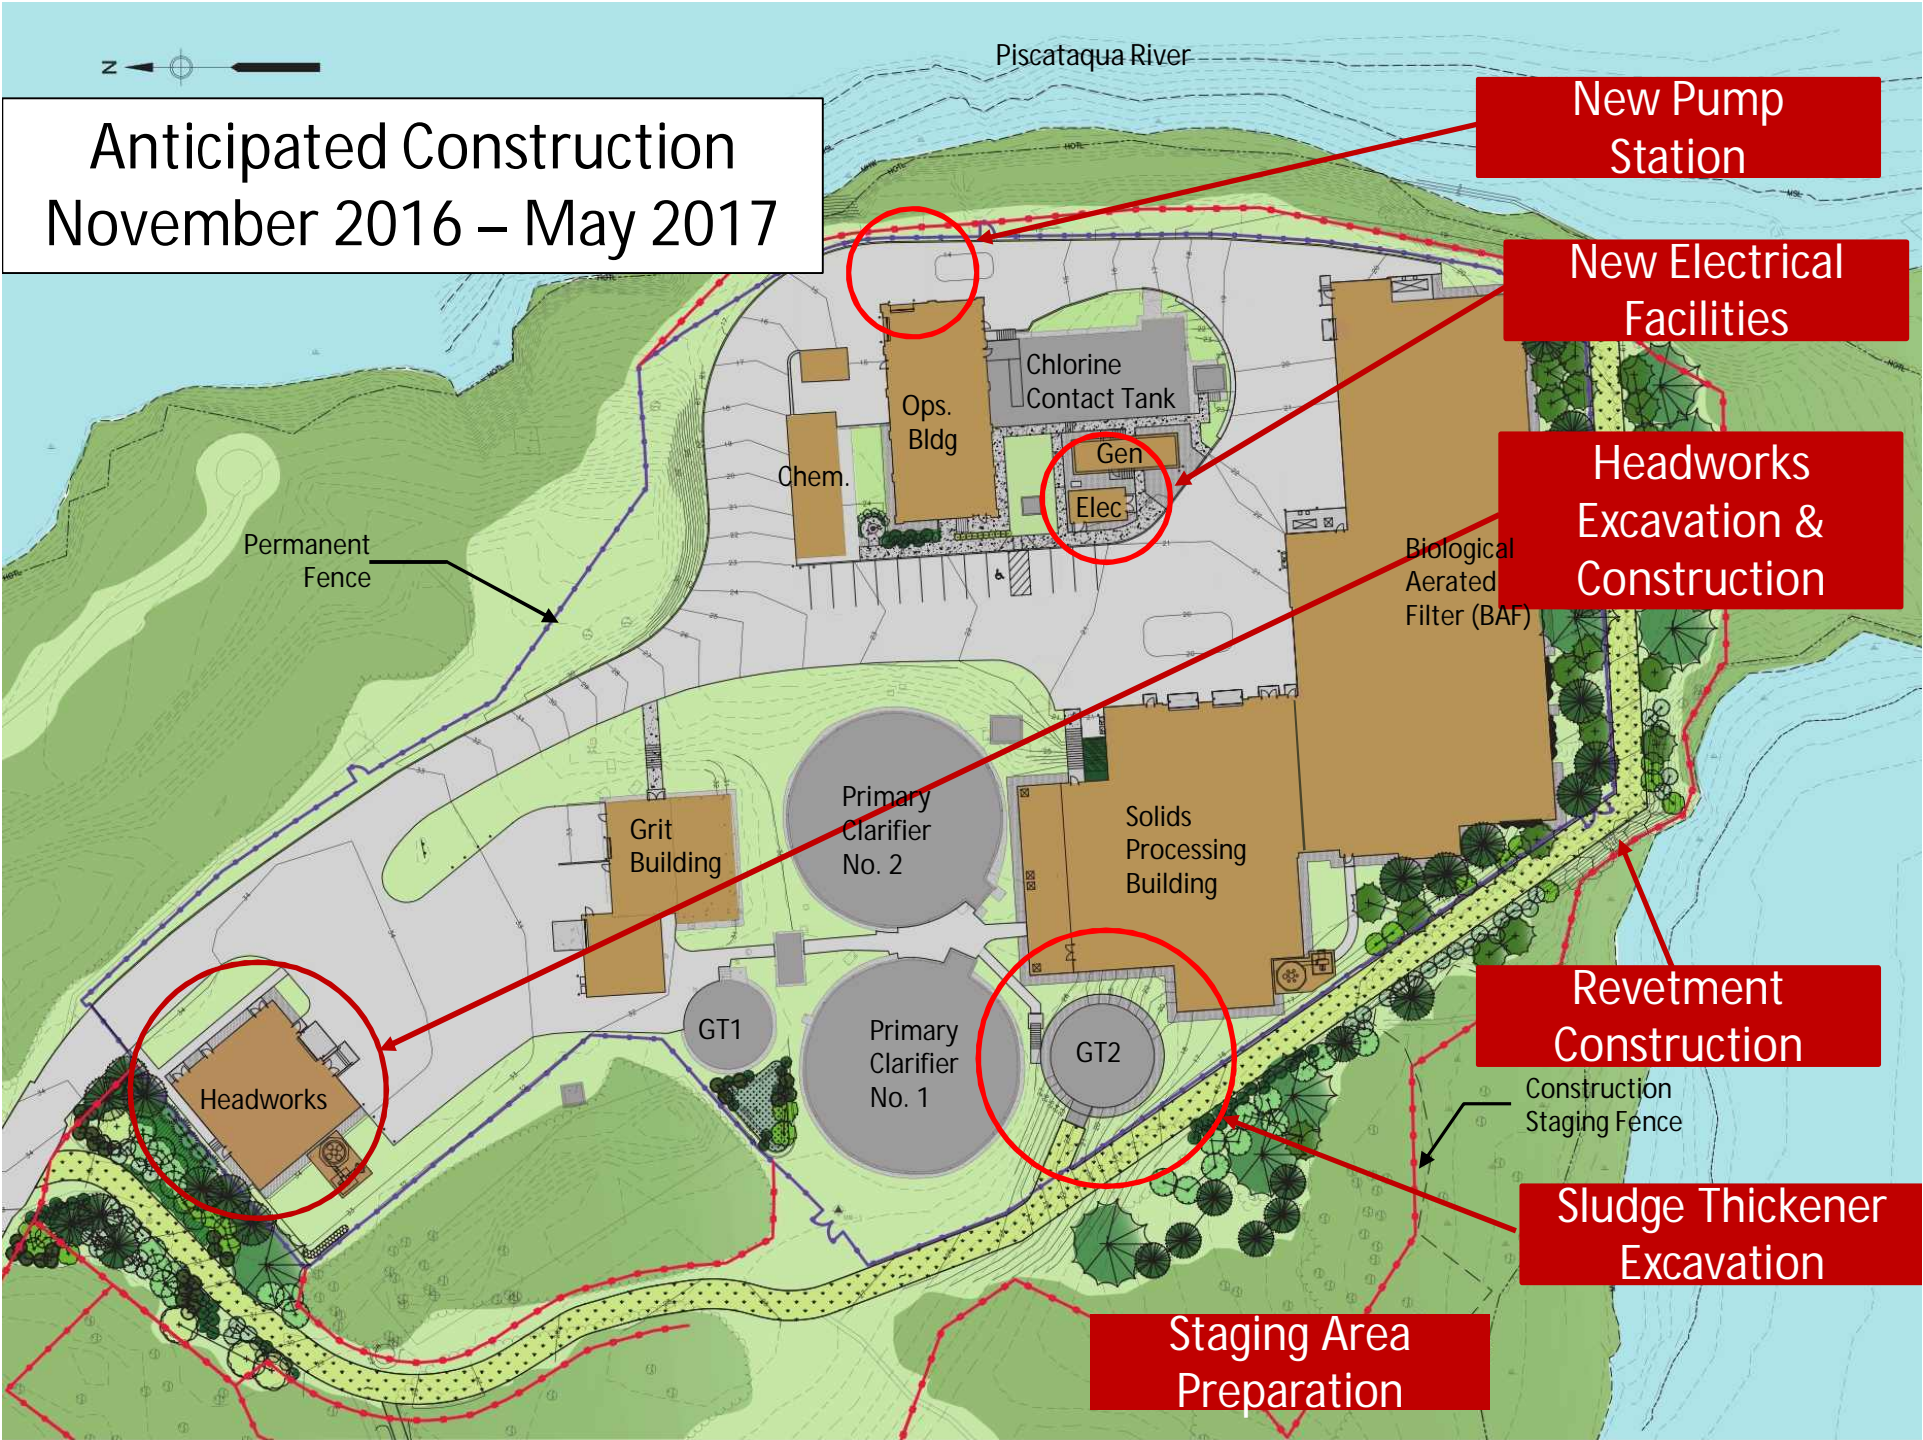 N
Piscataqua River
Anticipated Construction
November 2016 – May 2017
New Pump
Station
New Electrical
Facilities
Headworks
Excavation &
Construction
Chlorine
Contact Tank
Ops.
Bldg
Gen
Elec
Chem.
Permanent
Fence
Biological
Aerated
Filter (BAF)
Primary
Clarifier
No. 2
Grit
Building
Solids
Processing
Building
Revetment
Construction
GT1
Primary
Clarifier
No. 1
GT2
Headworks
Construction
Staging Fence
Sludge Thickener
Excavation
Staging Area
Preparation